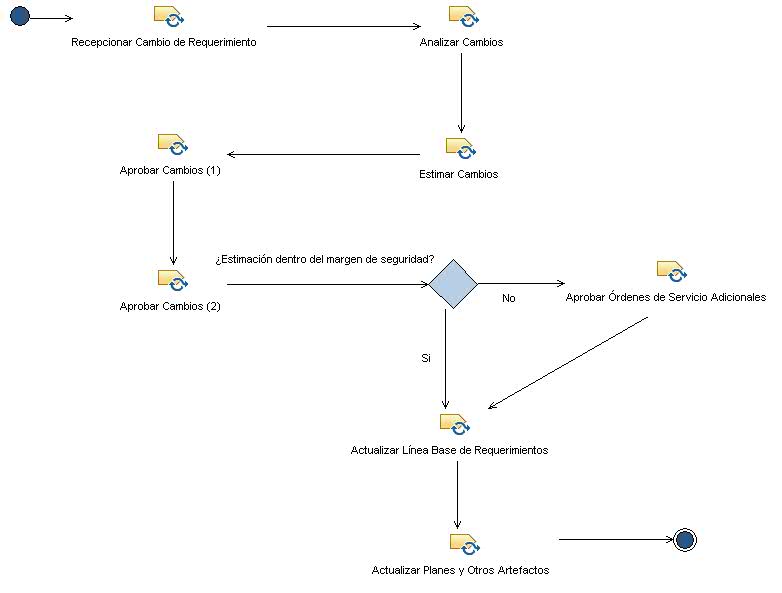 Recepcionar Cambio de Requerimiento
Analizar Cambios
Aprobar Cambios (1)
Estimar Cambios
¿Estimación dentro del margen de seguridad?
Aprobar Cambios (2)
No
Aprobar Órdenes de Servicio Adicionales
Si
Actualizar Línea Base de Requerimientos
Actualizar Planes y Otros Artefactos